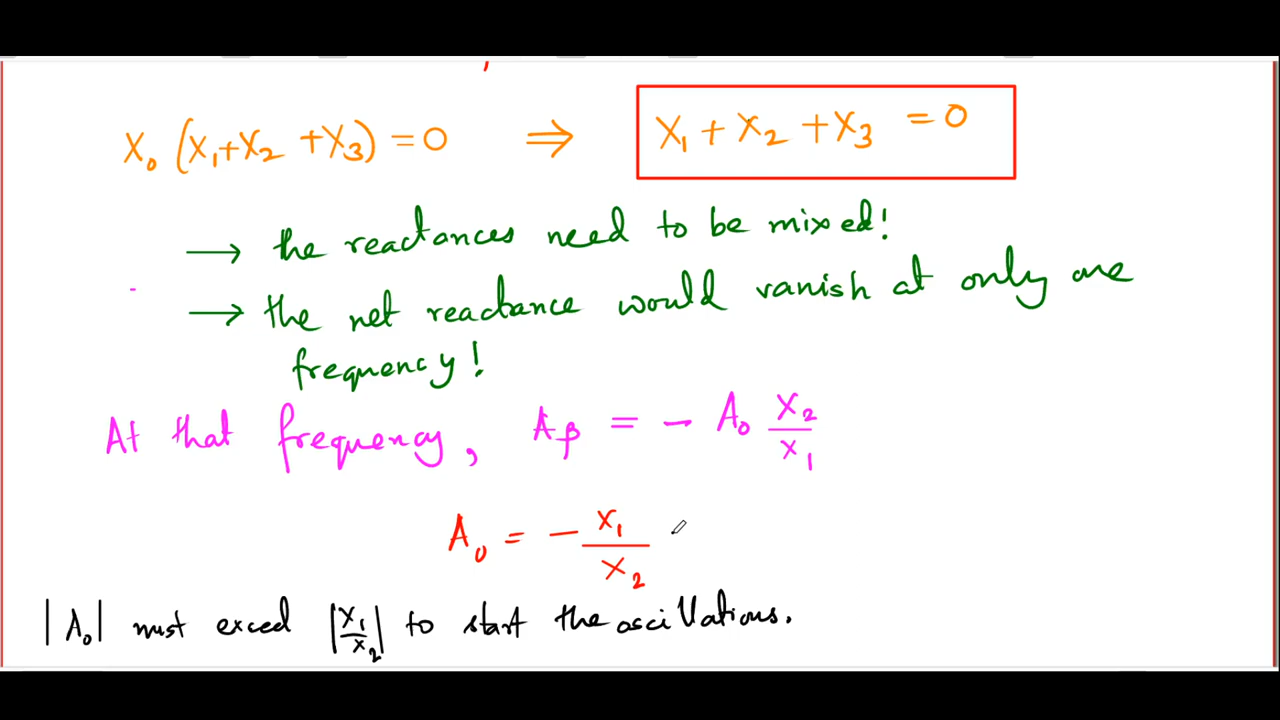 X₀ (X₁+X₂ +X₃) = 0 ⇒ X₁ + X₂ + X₃ = 0
→ the reactances need to be mixed!
→ the net reactance would vanish at only one
frequency!
At that frequency, Aβ = - A₀ X₂/X₁
A₀ = - X₁/X₂
|A₀| must exceed |X₁/X₂| to start the oscillations.